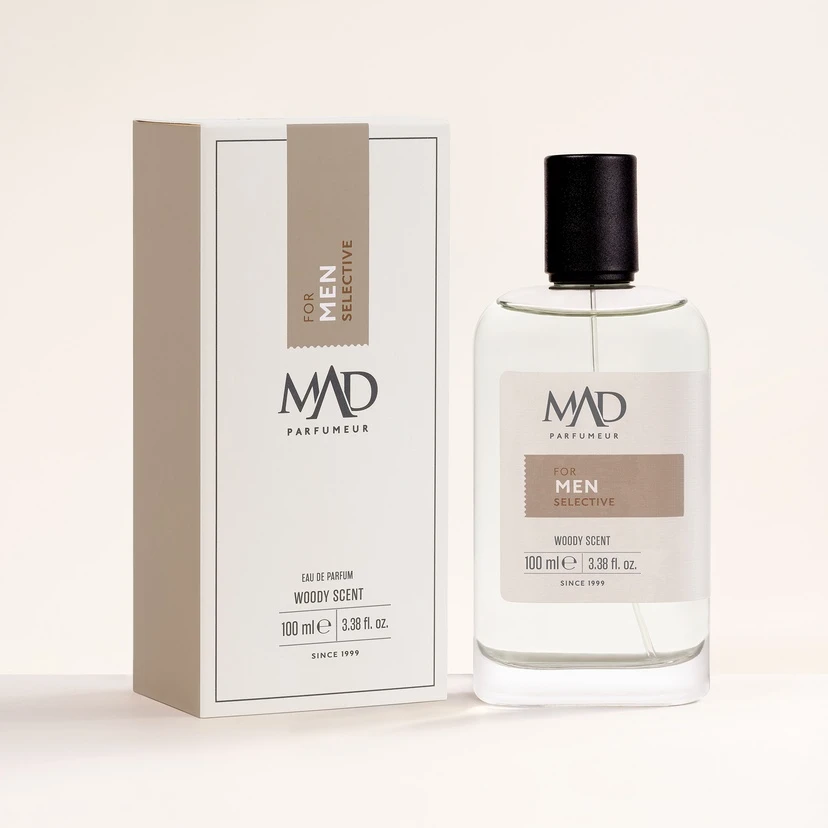 FOR
MEN
SELECTIVE
MAD
PARFUMEUR
EAU DE PARFUM
WOODY SCENT
100 ml ℮ 3.38 fl. oz.
SINCE 1999
MAD
PARFUMEUR
FOR
MEN
SELECTIVE
WOODY SCENT
100 ml ℮ 3.38 fl. oz.
SINCE 1999